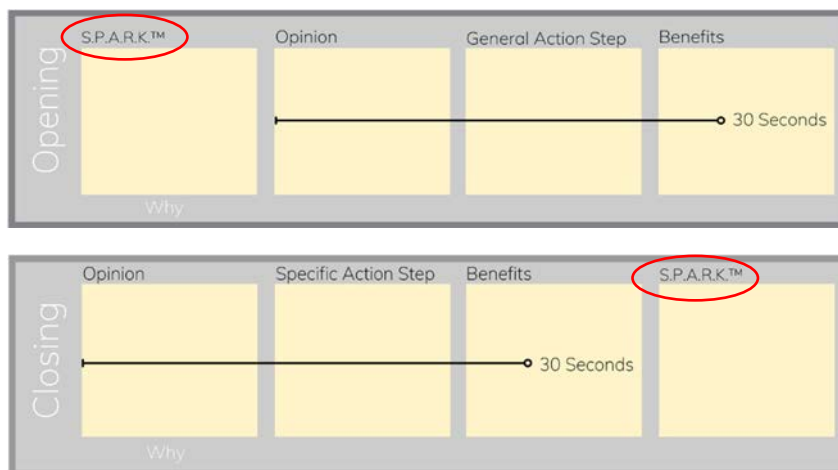 S.P.A.R.K.™ Opinion General Action Step Benefits
Opening
30 Seconds
Why
Opinion Specific Action Step Benefits S.P.A.R.K.™
Closing
30 Seconds
Why